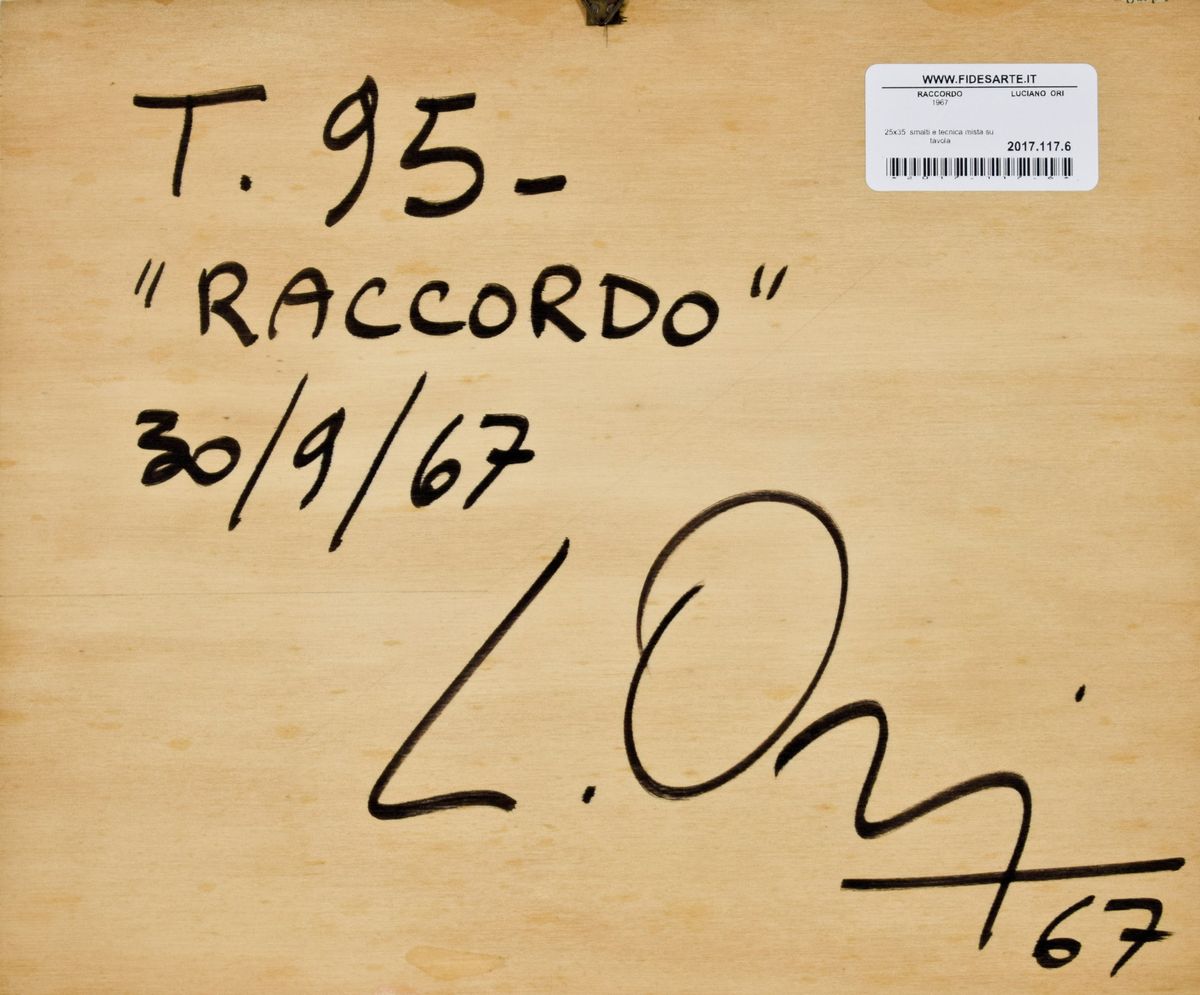 T. 95-
"RACCORDO"
30/9/67
L. Ori
67
WWW.FIDESARTE.IT
RACCORDO LUCIANO ORI
1967
25x35 smalti e tecnica mista su
tavola
2017.117.6